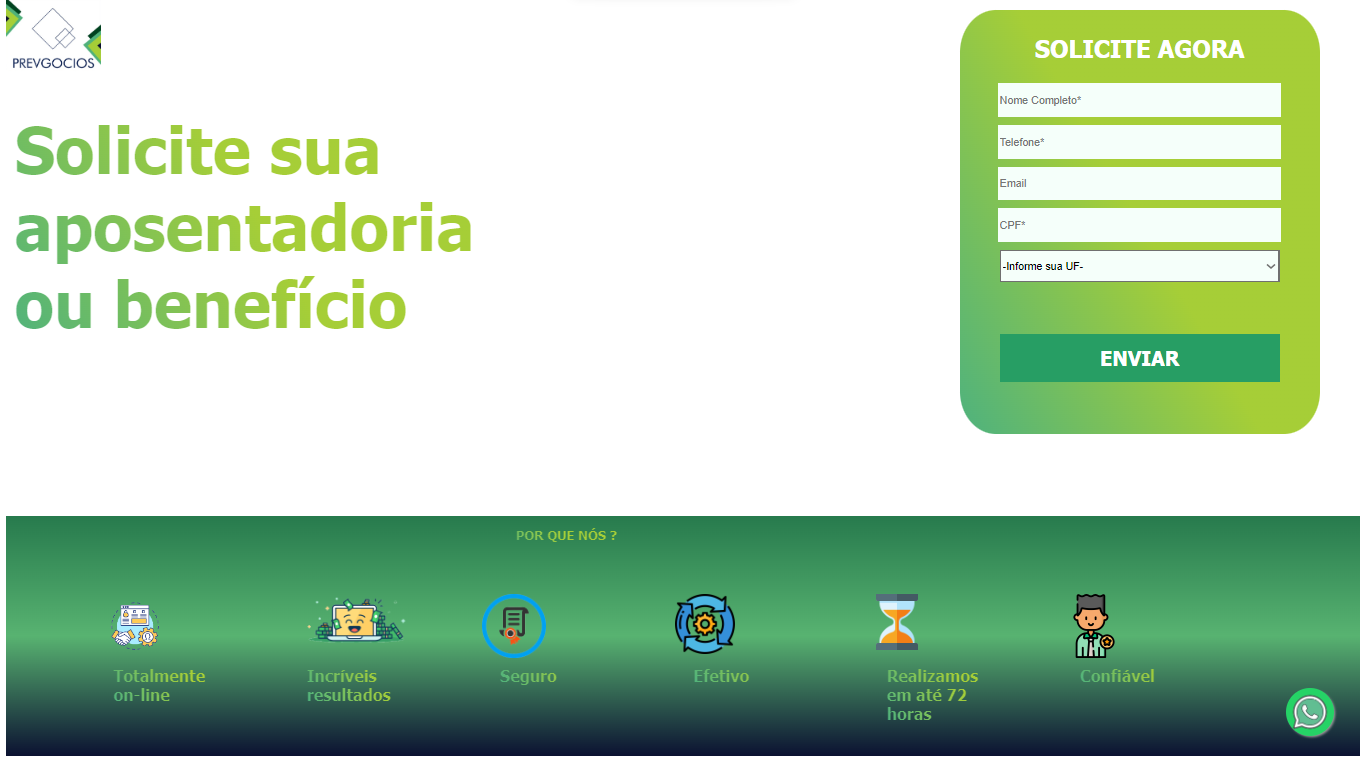 PREVGOCIOS
Solicite sua
aposentadoria
ou benefício
SOLICITE AGORA
Nome Completo*
Telefone*
Email
CPF*
-Informe sua UF-
ENVIAR
POR QUE NÓS ?
Totalmente
on-line
Incríveis
resultados
Seguro
Efetivo
Realizamos
em até 72
horas
Confiável